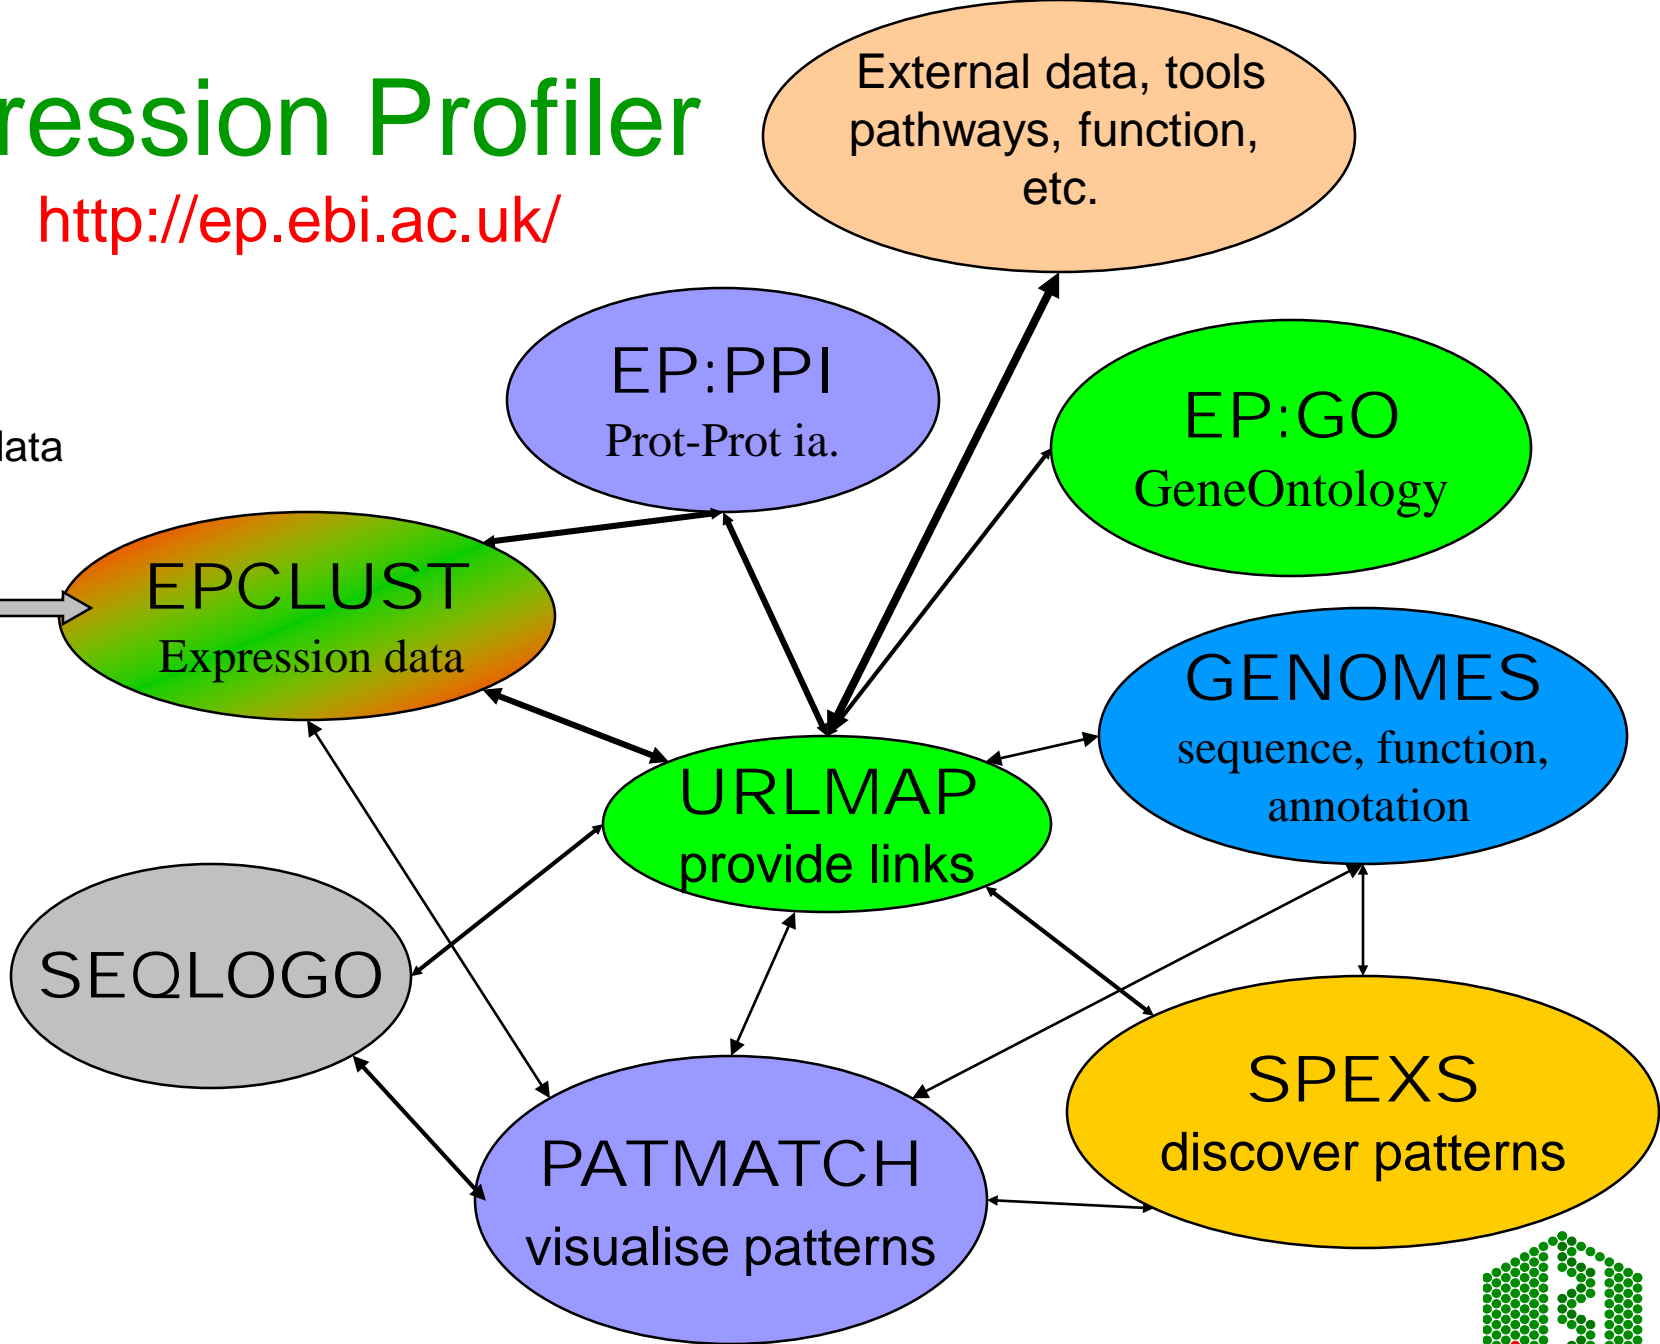 ression Profiler
http://ep.ebi.ac.uk/
External data, tools
pathways, function,
etc.
EP:PPI
Prot-Prot ia.
EP:GO
GeneOntology
data
EPCLUST
Expression data
GENOMES
sequence, function,
annotation
URLMAP
provide links
SEQLOGO
SPEXS
discover patterns
PATMATCH
visualise patterns